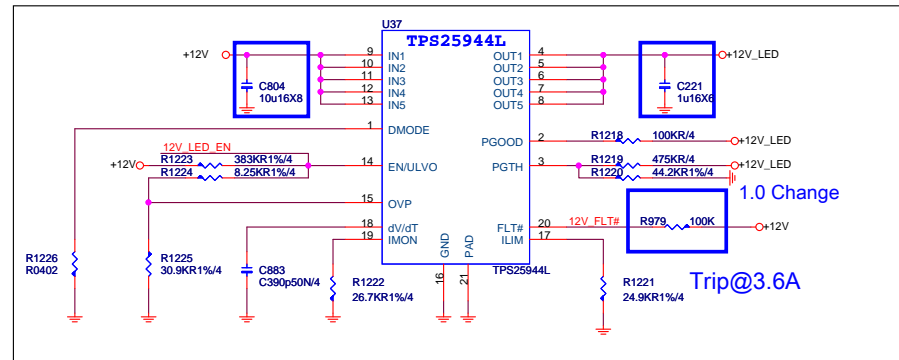 U37
TPS25944L
+12V
9
IN1
10
IN2
11
IN3
12
IN4
13
IN5
C804
10u16X8
OUT1
4
OUT2
5
OUT3
6
OUT4
7
OUT5
8
+12V_LED
C221
1u16X6
1
DMODE
PGOOD
2
R1218
100KR/4
+12V_LED
12V_LED_EN
+12V
R1223
383KR1%/4
R1224
8.25KR1%/4
14
EN/ULVO
PGTH
3
R1219
475KR/4
+12V_LED
R1220
44.2KR1%/4
1.0 Change
15
OVP
18
dV/dT
19
IMON
FLT#
20
12V_FLT#
R979
100K
+12V
ILIM
17
GND
PAD
16
21
TPS25944L
R1226
R0402
R1225
30.9KR1%/4
C883
C390p50N/4
R1222
26.7KR1%/4
R1221
24.9KR1%/4
Trip@3.6A